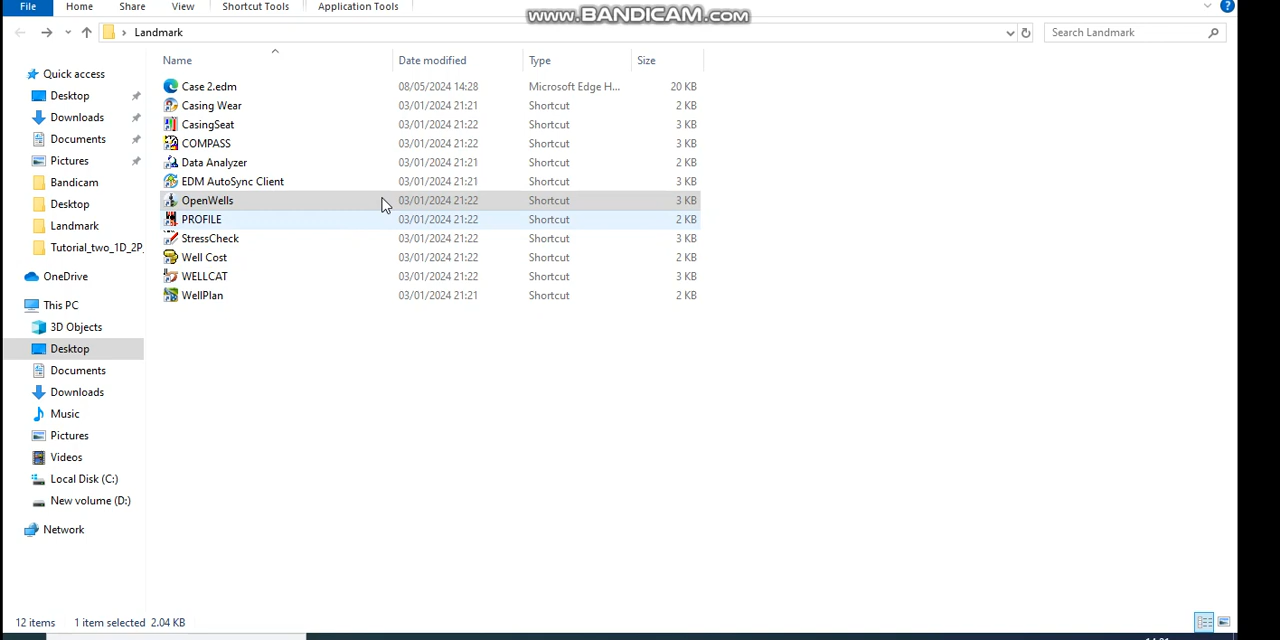 File Home Share View Shortcut Tools Application Tools
www.BANDICAM.com
Landmark
Search Landmark
Name Date modified Type Size
Quick access
Desktop
Downloads
Documents
Pictures
Bandicam
Desktop
Landmark
Tutorial_two_1D_2P_
OneDrive
This PC
3D Objects
Desktop
Documents
Downloads
Music
Pictures
Videos
Local Disk (C:)
New volume (D:)
Network
Case 2.edm 08/05/2024 14:28 Microsoft Edge H... 20 KB
Casing Wear 03/01/2024 21:21 Shortcut 2 KB
CasingSeat 03/01/2024 21:22 Shortcut 3 KB
COMPASS 03/01/2024 21:22 Shortcut 3 KB
Data Analyzer 03/01/2024 21:21 Shortcut 2 KB
EDM AutoSync Client 03/01/2024 21:21 Shortcut 3 KB
OpenWells 03/01/2024 21:22 Shortcut 3 KB
PROFILE 03/01/2024 21:22 Shortcut 2 KB
StressCheck 03/01/2024 21:22 Shortcut 3 KB
Well Cost 03/01/2024 21:22 Shortcut 2 KB
WELLCAT 03/01/2024 21:22 Shortcut 3 KB
WellPlan 03/01/2024 21:21 Shortcut 2 KB
12 items 1 item selected 2.04 KB